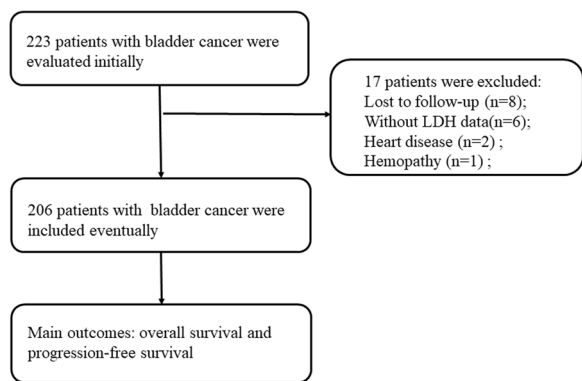 223 patients with bladder cancer were
evaluated initially
17 patients were excluded:
Lost to follow-up (n=8);
Without LDH data(n=6);
Heart disease (n=2) ;
Hemopathy (n=1) ;
206 patients with  bladder cancer were
included eventually
Main outcomes: overall survival and
progression-free survival